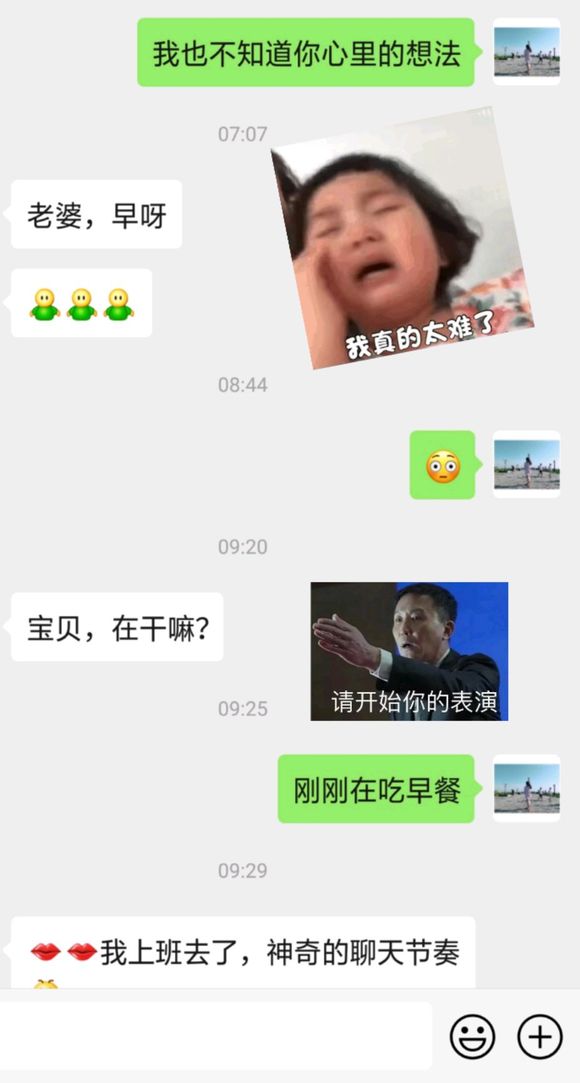 我也不知道你心里的想法
07:07
老婆，早呀
我真的太难了
08:44
09:20
宝贝，在干嘛？
请开始你的表演
09:25
刚刚在吃早餐
09:29
我上班去了，神奇的聊天节奏